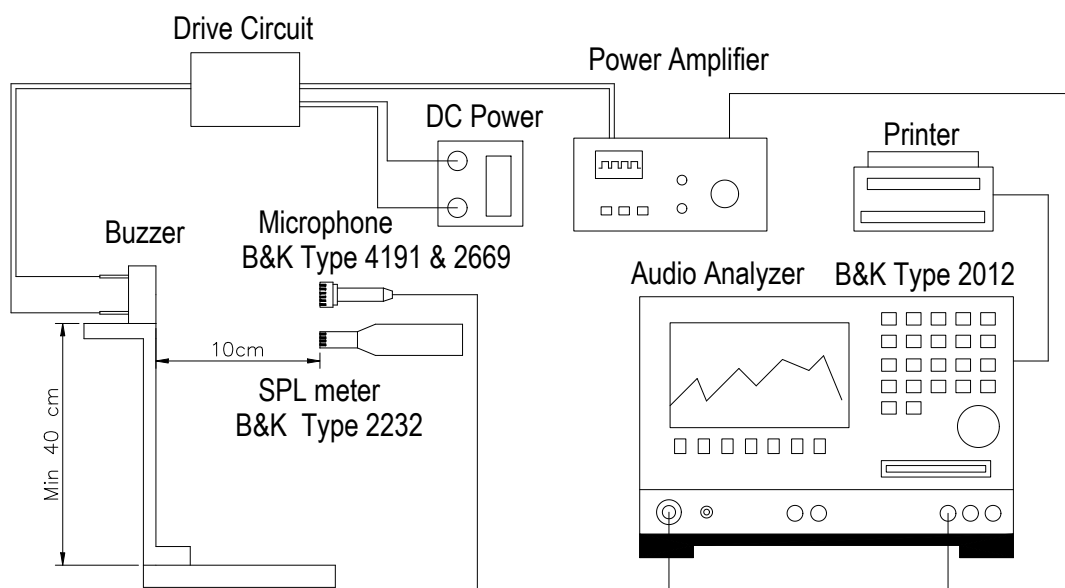 Drive Circuit
Power Amplifier
DC Power
Printer
Microphone
B&K Type 4191 & 2669
Buzzer
Audio Analyzer B&K Type 2012
10cm
SPL meter
B&K Type 2232
Min 40 cm